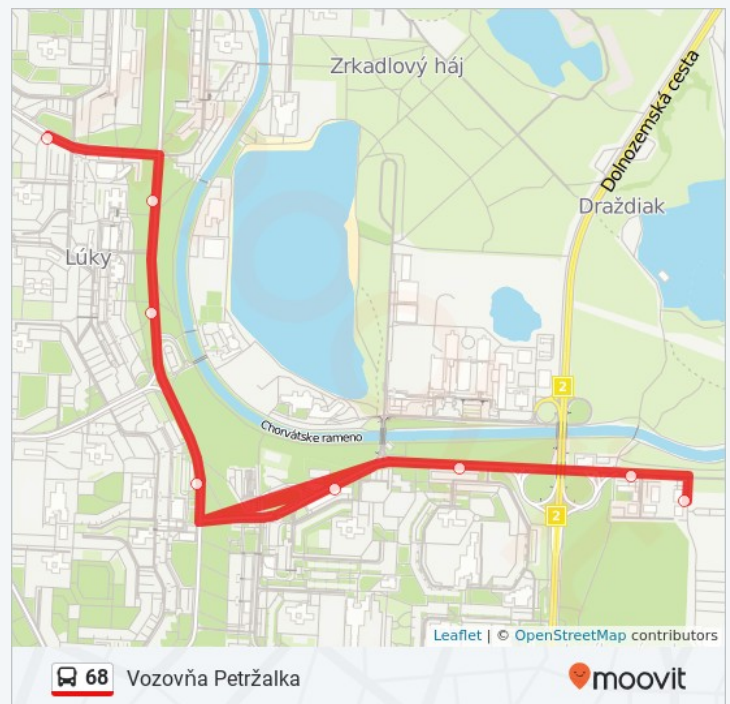 Zrkadlový háj
Dolnozemská cesta
Draždiak
Lúky
2
Chorvátske rameno
2
Leaflet | © OpenStreetMap contributors
68 Vozovňa Petržalka
moovit